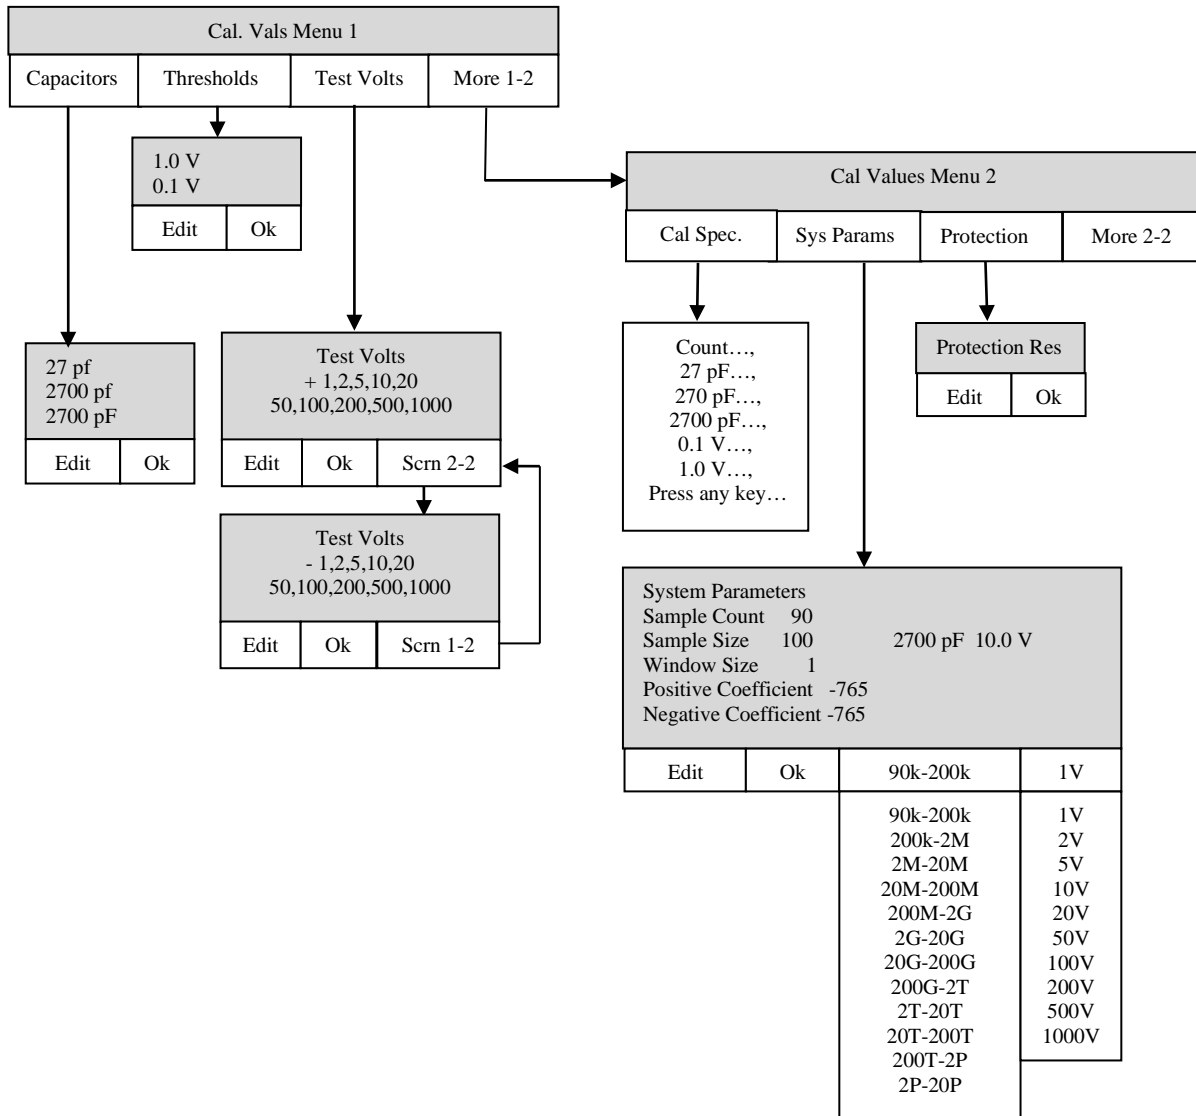 Cal. Vals Menu 1
Capacitors Thresholds Test Volts More 1-2
1.0 V
0.1 V
Edit Ok
27 pf
2700 pf
2700 pF
Edit Ok
Test Volts
+ 1,2,5,10,20
50,100,200,500,1000
Edit Ok Scrn 2-2
Test Volts
- 1,2,5,10,20
50,100,200,500,1000
Edit Ok Scrn 1-2
Cal Values Menu 2
Cal Spec. Sys Params Protection More 2-2
Count…,
27 pF…,
270 pF…,
2700 pF…,
0.1 V…,
1.0 V…,
Press any key…
Protection Res
Edit Ok
System Parameters
Sample Count 90
Sample Size 100 2700 pF 10.0 V
Window Size 1
Positive Coefficient -765
Negative Coefficient -765
Edit Ok 90k-200k 1V
90k-200k 1V
200k-2M 2V
2M-20M 5V
20M-200M 10V
200M-2G 20V
2G-20G 50V
20G-200G 100V
200G-2T 200V
2T-20T 500V
20T-200T 1000V
200T-2P
2P-20P